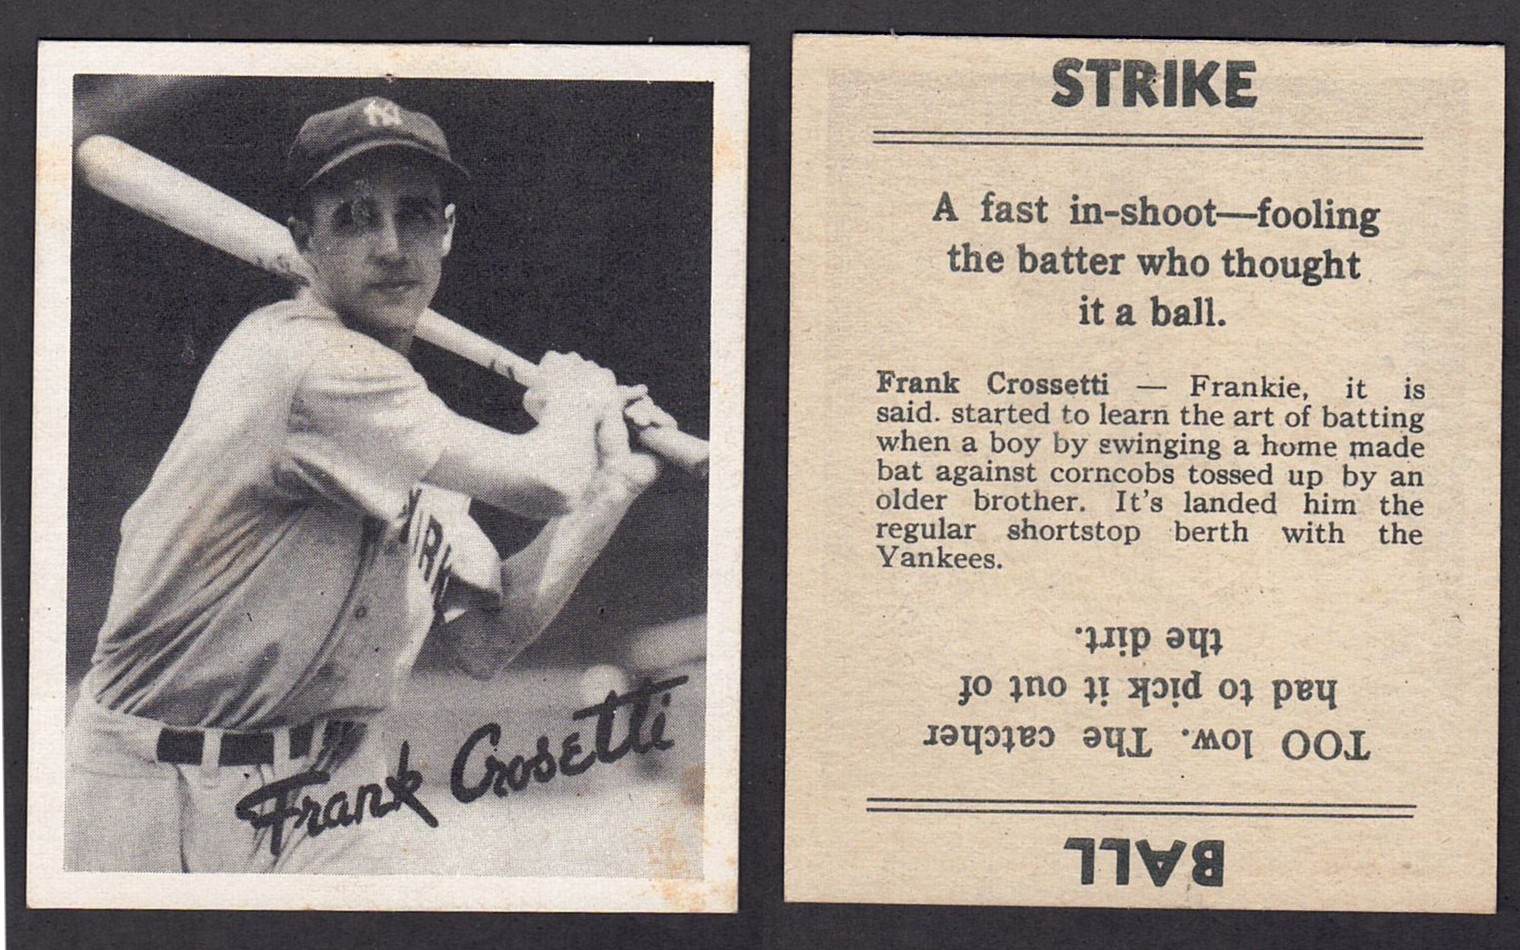 NY
YORK
Frank Crosetti
STRIKE
A fast in-shoot—fooling
the batter who thought
it a ball.
Frank Crossetti — Frankie, it is
said. started to learn the art of batting
when a boy by swinging a home made
bat against corncobs tossed up by an
older brother. It's landed him the
regular shortstop berth with the
Yankees.
BALL
TOO low. The catcher
had to pick it out of
the dirt.